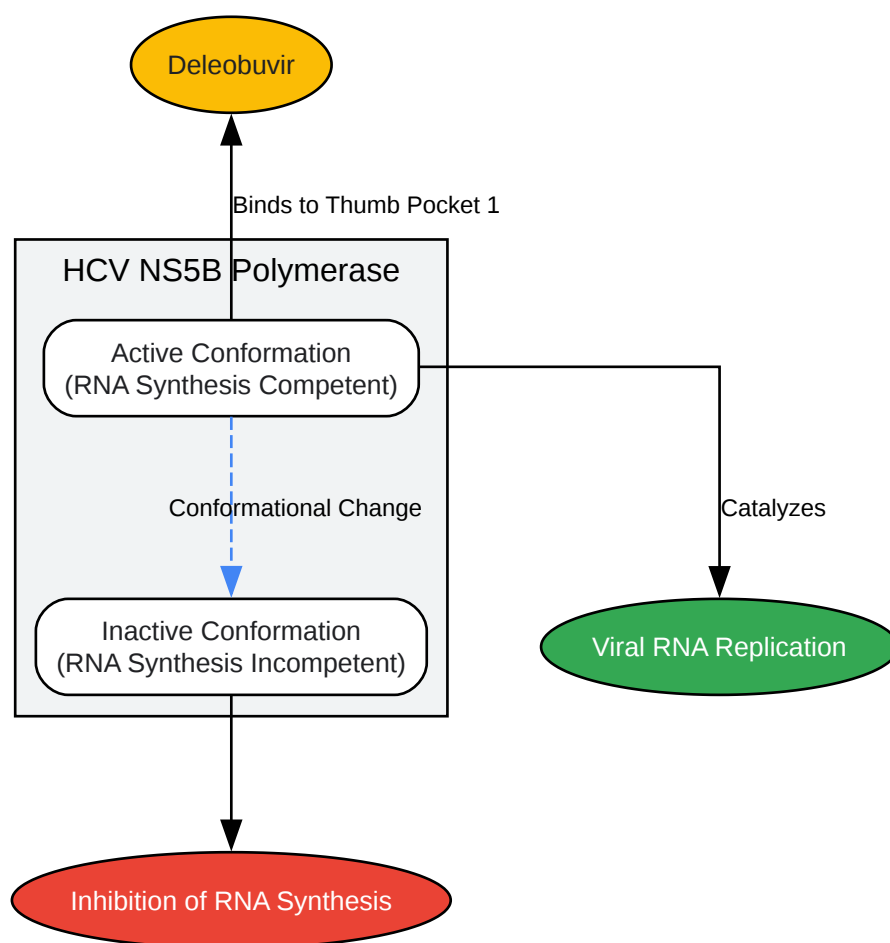 Deleobuvir
Binds to Thumb Pocket 1
HCV NS5B Polymerase
Active Conformation
(RNA Synthesis Competent)
Conformational Change
Catalyzes
Inactive Conformation
(RNA Synthesis Incompetent)
Viral RNA Replication
Inhibition of RNA Synthesis